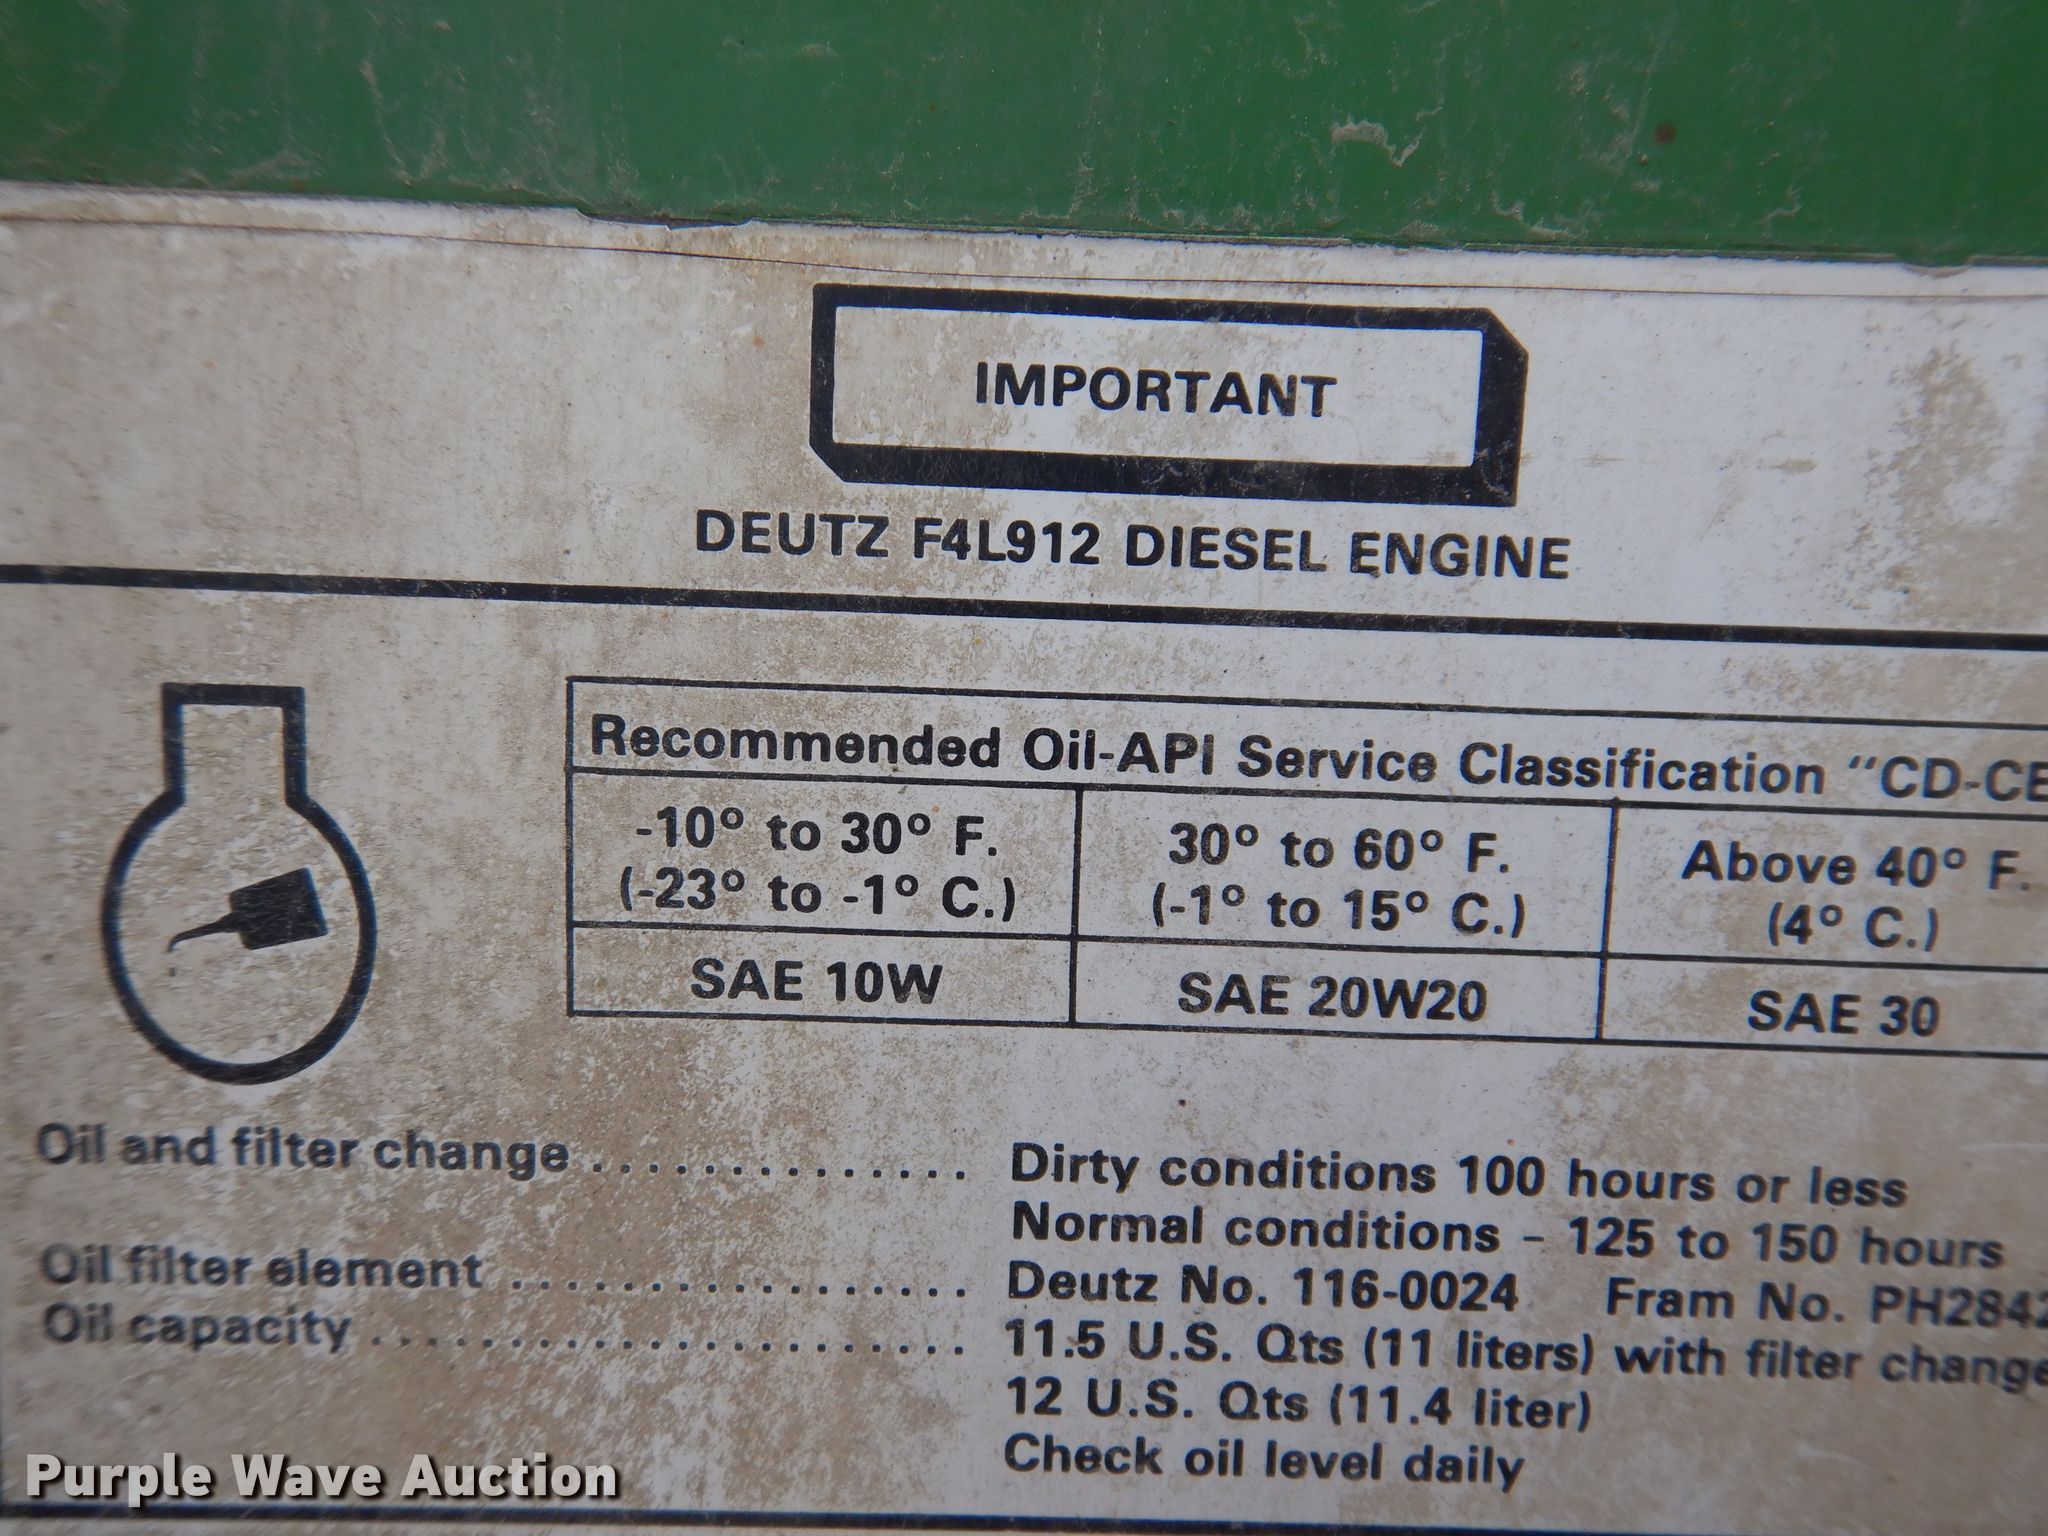 IMPORTANT
DEUTZ F4L912 DIESEL ENGINE
Recommended Oil-API Service Classification "CD-CE
-10° to 30° F.
(-23° to -1° C.)
30° to 60° F.
(-1° to 15° C.)
Above 40° F.
(4° C.)
SAE 10W
SAE 20W20
SAE 30
Oil and filter change .............. Dirty conditions 100 hours or less
Normal conditions - 125 to 150 hours
Oil filter element ................. Deutz No. 116-0024 Fram No. PH2842
Oil capacity ...................... 11.5 U.S. Qts (11 liters) with filter change
12 U.S. Qts (11.4 liter)
Check oil level daily
Purple Wave Auction